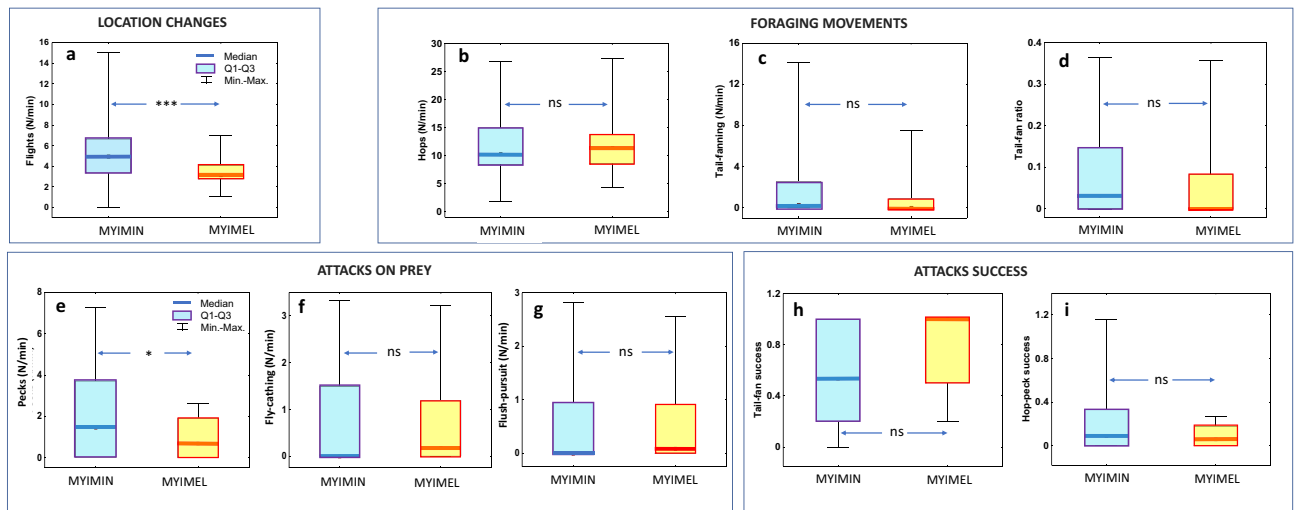 LOCATION CHANGES
a
Flights (N/min)
16
14
12
10
8
6
4
2
0
Median
Q1-Q3
Min.-Max.
***
MYIMIN
MYIMEL
FORAGING MOVEMENTS
b
Hops (N/min)
30
25
20
15
10
5
0
ns
MYIMIN
MYIMEL
c
Tail-fanning (N/min)
16
12
8
4
0
ns
MYIMIN
MYIMEL
d
Tail-fan ratio
0.4
0.3
0.2
0.1
0
ns
MYIMIN
MYIMEL
ATTACKS ON PREY
e
Pecks (N/min)
8
6
4
2
0
Median
Q1-Q3
Min.-Max.
*
MYIMIN
MYIMEL
f
Fly-cathing (N/min)
3
2
1
0
ns
MYIMIN
MYIMEL
g
Flush-pursuit (N/min)
3
2
1
0
ns
MYIMIN
MYIMEL
ATTACKS SUCCESS
h
Tail-fan success
1.2
0.8
0.4
0
ns
MYIMIN
MYIMEL
i
Hop-peck success
1.2
0.8
0.4
0
ns
MYIMIN
MYIMEL